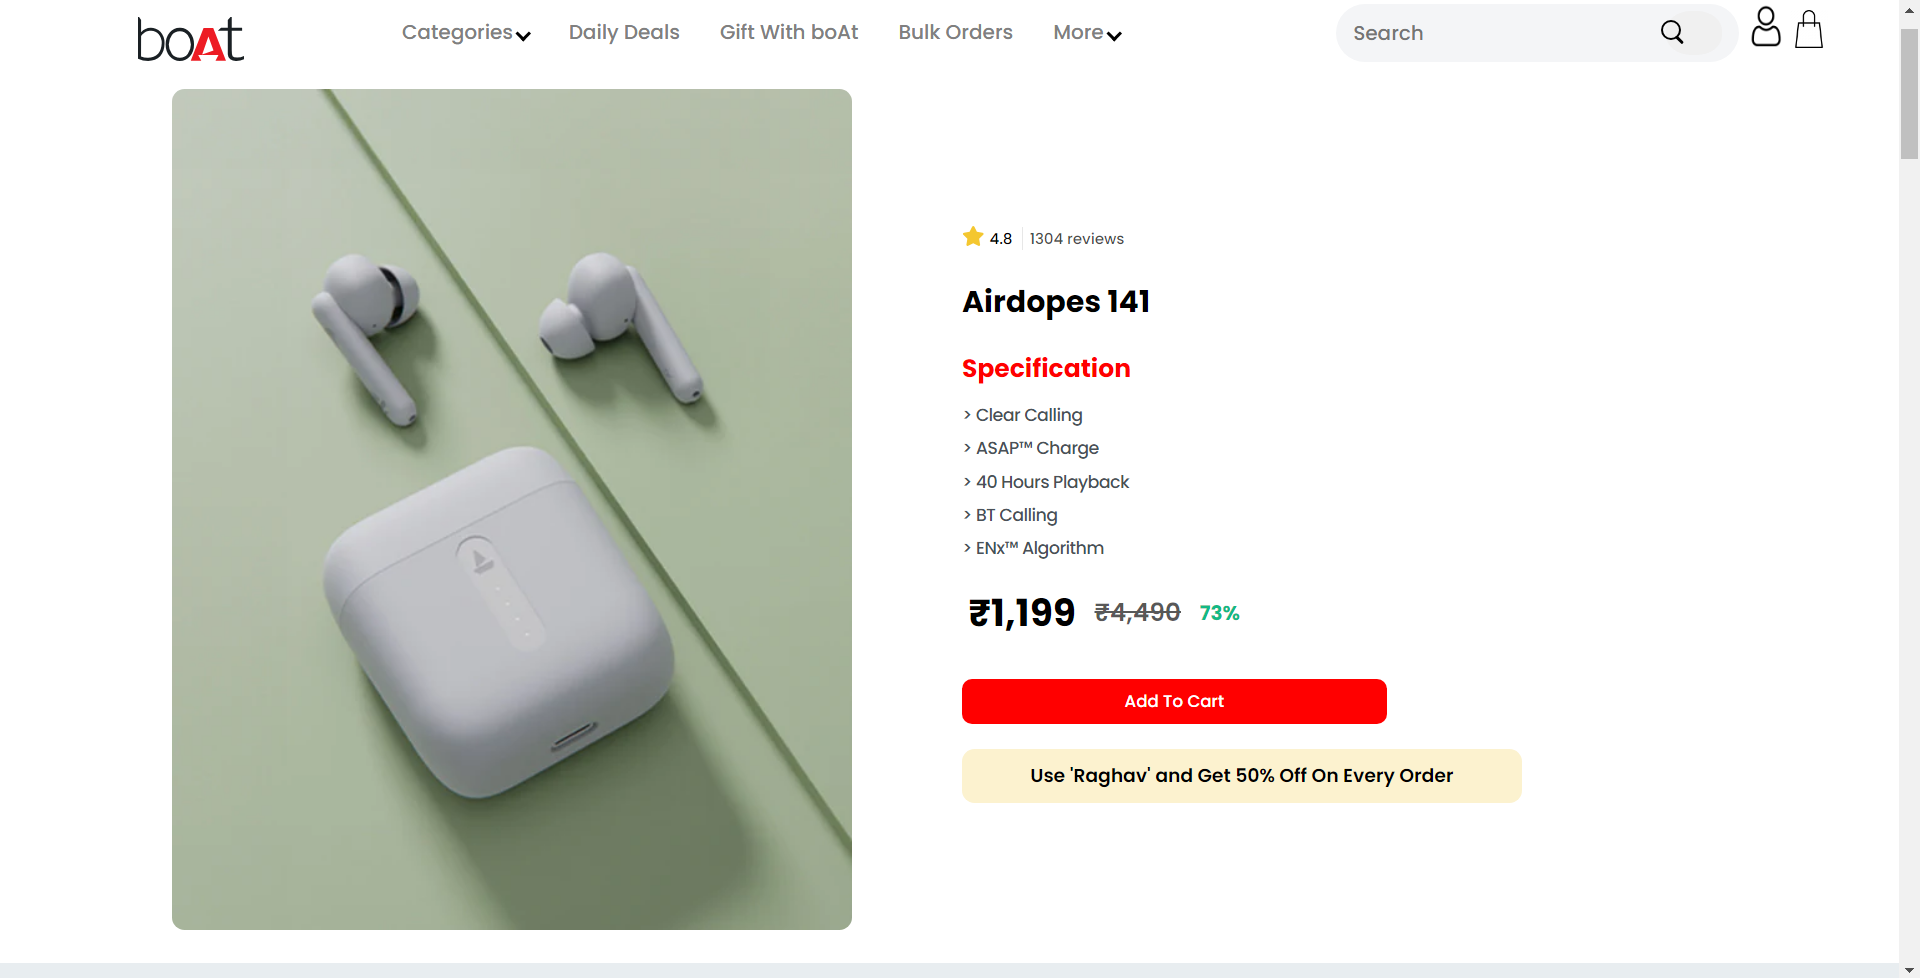 boAt
Categories Daily Deals Gift With boAt Bulk Orders More
Search
4.8 1304 reviews
Airdopes 141
Specification
> Clear Calling
> ASAP™ Charge
> 40 Hours Playback
> BT Calling
> ENx™ Algorithm
₹1,199 ₹4,490 73%
Add To Cart
Use 'Raghav' and Get 50% Off On Every Order